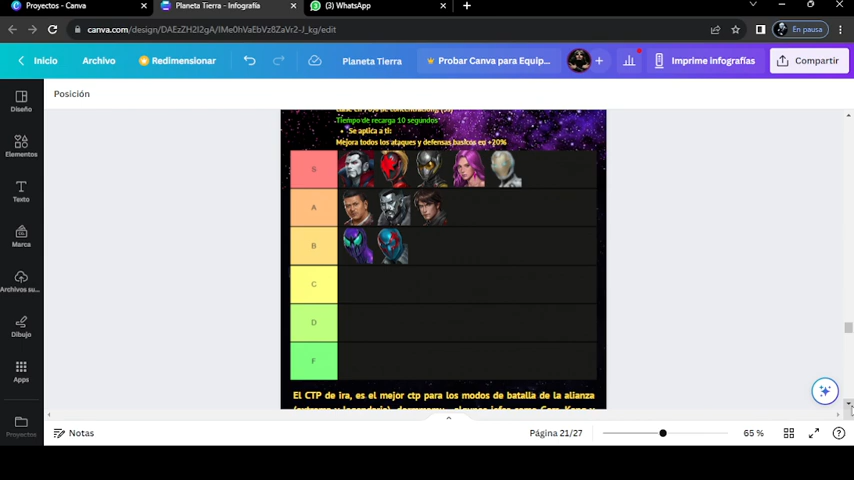 Proyectos - Canva
Planeta Tierra - Infografía
(3) WhatsApp
canva.com/design/DAEzZH2I2gA/IMe0hVaEbVz8ZaVr2-J_kg/edit
En pausa
Inicio
Archivo
Redimensionar
Planeta Tierra
Probar Canva para Equip...
Imprime infografías
Compartir
Posición
Diseño
Elementos
Texto
Marca
Archivos su...
Dibujo
Apps
Proyectos
Tiempo de recarga 10 segundos
Se aplica a ti:
Mejora todos los ataques y defensas basicos en +20%
S
A
B
C
D
F
El CTP de ira, es el mejor ctp para los modos de batalla de la alianza
Notas
Página 21/27
65 %